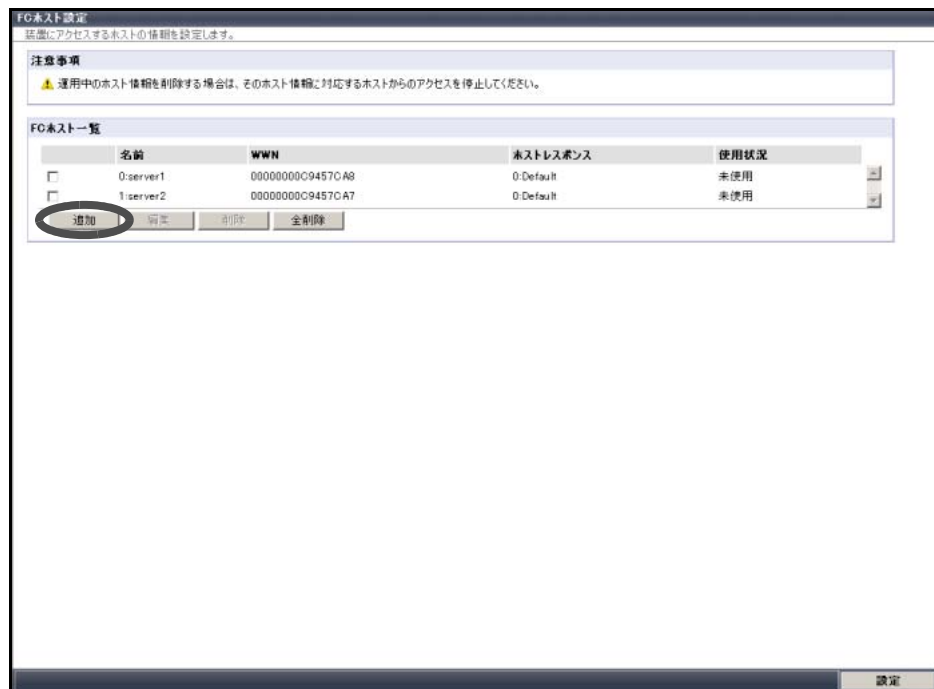 FCホスト設定
装置にアクセスするホストの情報を設定します。
注意事項
運用中のホスト情報を削除する場合は、そのホスト情報に対応するホストからのアクセスを停止してください。
FCホスト一覧
名前 WWN ホストレスポンス 使用状況
0:server1 00000000C9457CA8 0:Default 未使用
1:server2 00000000C9457CA7 0:Default 未使用
追加 編集 削除 全削除
設定